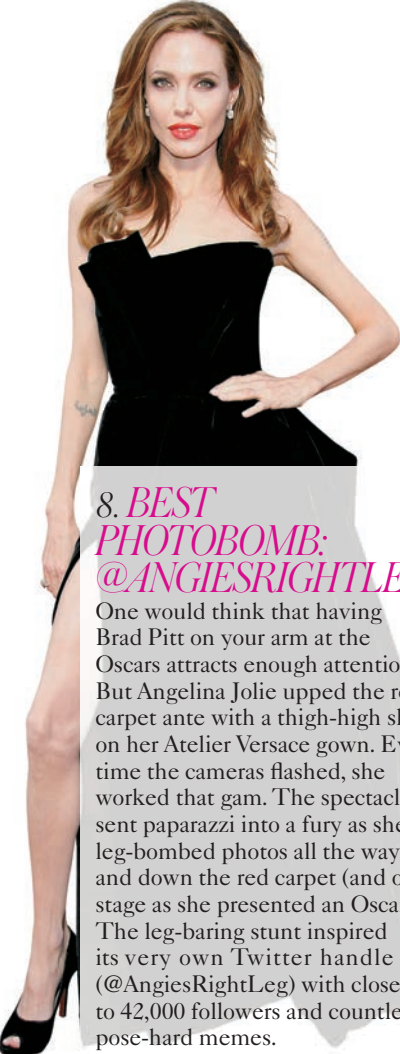 8. BEST
PHOTOBOMB:
@ANGIESRIGHTLE
One would think that having
Brad Pitt on your arm at the
Oscars attracts enough attentio
But Angelina Jolie upped the r
carpet ante with a thigh-high sl
on her Atelier Versace gown. Ev
time the cameras flashed, she
worked that gam. The spectacl
sent paparazzi into a fury as she
leg-bombed photos all the way
and down the red carpet (and o
stage as she presented an Osca
The leg-baring stunt inspired
its very own Twitter handle
(@AngiesRightLeg) with close
to 42,000 followers and countle
pose-hard memes.